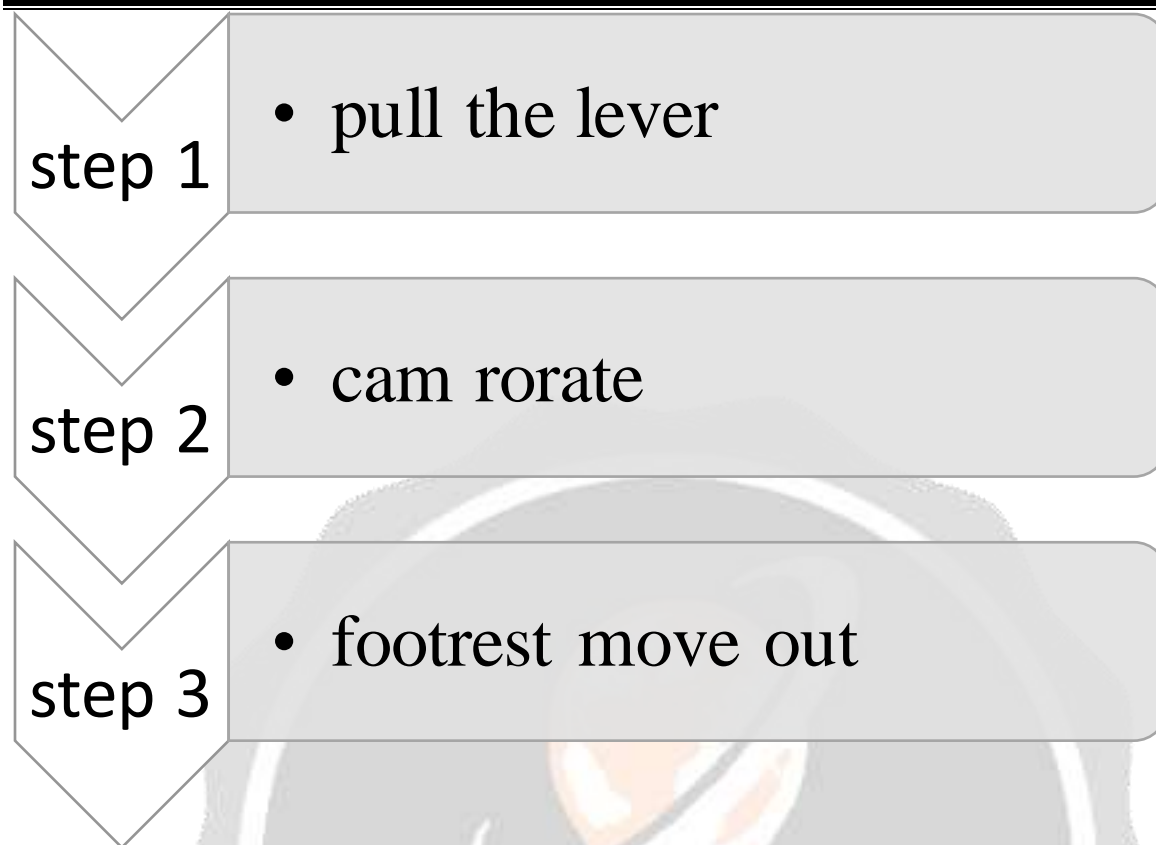 step 1
• pull the lever
step 2
• cam rorate
step 3
• footrest move out